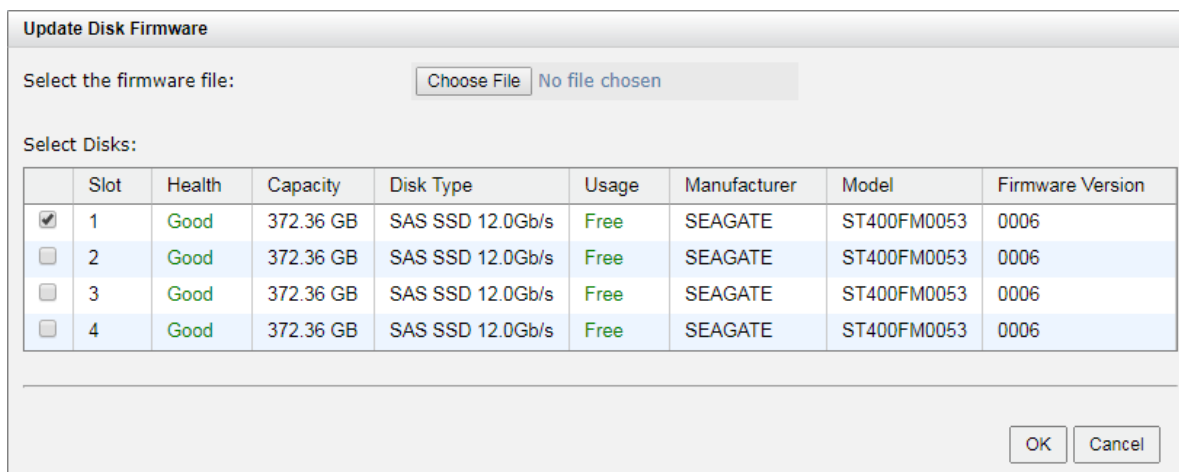 Update Disk Firmware
Select the firmware file: Choose File No file chosen
Select Disks:
Slot Health Capacity Disk Type Usage Manufacturer Model Firmware Version
1 Good 372.36 GB SAS SSD 12.0Gb/s Free SEAGATE ST400FM0053 0006
2 Good 372.36 GB SAS SSD 12.0Gb/s Free SEAGATE ST400FM0053 0006
3 Good 372.36 GB SAS SSD 12.0Gb/s Free SEAGATE ST400FM0053 0006
4 Good 372.36 GB SAS SSD 12.0Gb/s Free SEAGATE ST400FM0053 0006
OK Cancel